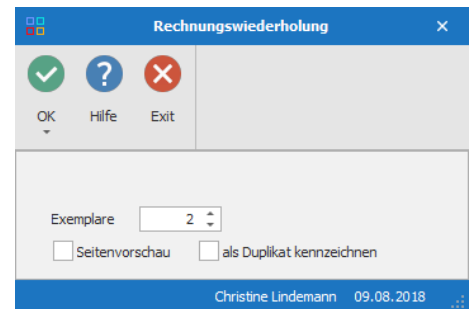 Rechnungswiederholung
OK Hilfe Exit
Exemplare 2
Seitenvorschau als Duplikat kennzeichnen
Christine Lindemann 09.08.2018